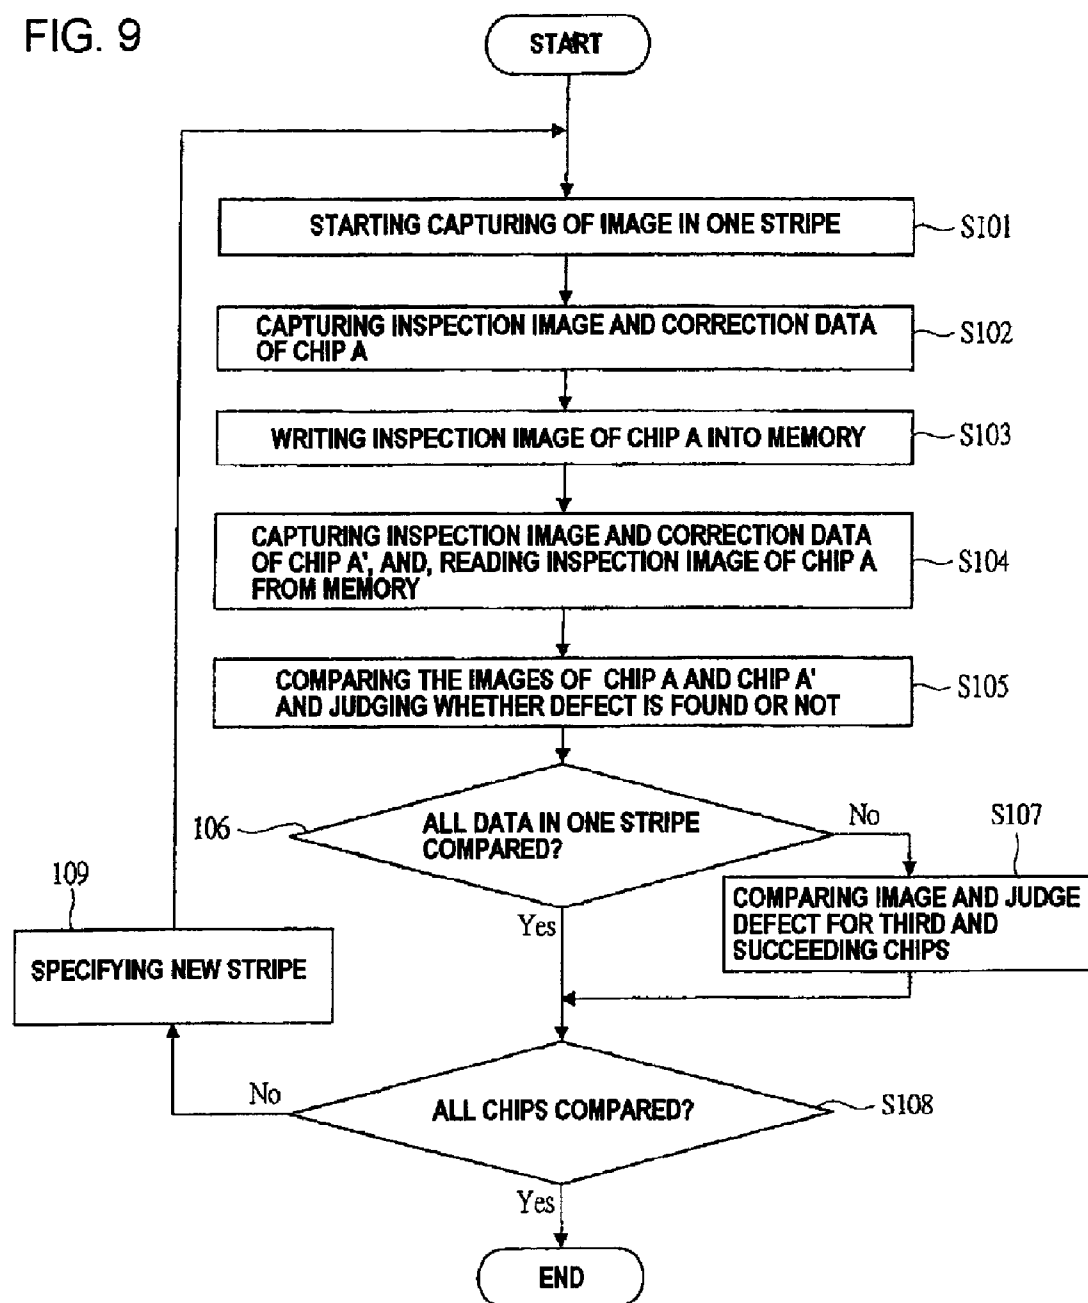 FIG. 9
START
STARTING CAPTURING OF IMAGE IN ONE STRIPE
S101
CAPTURING INSPECTION IMAGE AND CORRECTION DATA
OF CHIP A
S102
WRITING INSPECTION IMAGE OF CHIP A INTO MEMORY
S103
CAPTURING INSPECTION IMAGE AND CORRECTION DATA
OF CHIP A', AND, READING INSPECTION IMAGE OF CHIP A
FROM MEMORY
S104
COMPARING THE IMAGES OF CHIP A AND CHIP A'
AND JUDGING WHETHER DEFECT IS FOUND OR NOT
S105
106
ALL DATA IN ONE STRIPE
COMPARED?
No
S107
COMPARING IMAGE AND JUDGE
DEFECT FOR THIRD AND
SUCCEEDING CHIPS
Yes
109
SPECIFYING NEW STRIPE
No
ALL CHIPS COMPARED?
S108
Yes
END